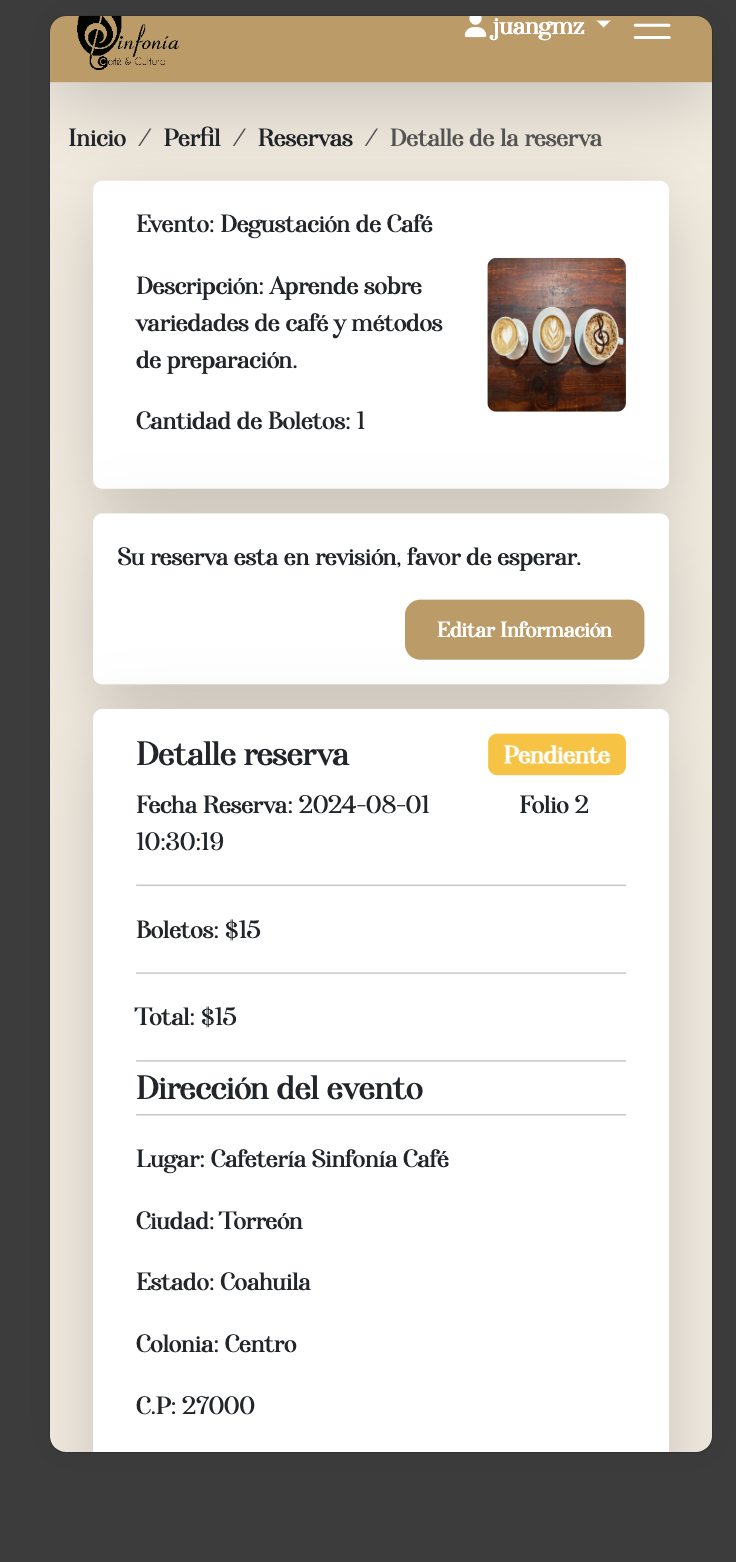 Sinfonía
Café & Cultura
juangmz
Inicio / Perfil / Reservas / Detalle de la reserva
Evento: Degustación de Café
Descripción: Aprende sobre
variedades de café y métodos
de preparación.
Cantidad de Boletos: 1
Su reserva esta en revisión, favor de esperar.
Editar Información
Detalle reserva
Pendiente
Fecha Reserva: 2024-08-01
10:30:19
Folio 2
Boletos: $15
Total: $15
Dirección del evento
Lugar: Cafetería Sinfonía Café
Ciudad: Torreón
Estado: Coahuila
Colonia: Centro
C.P: 27000